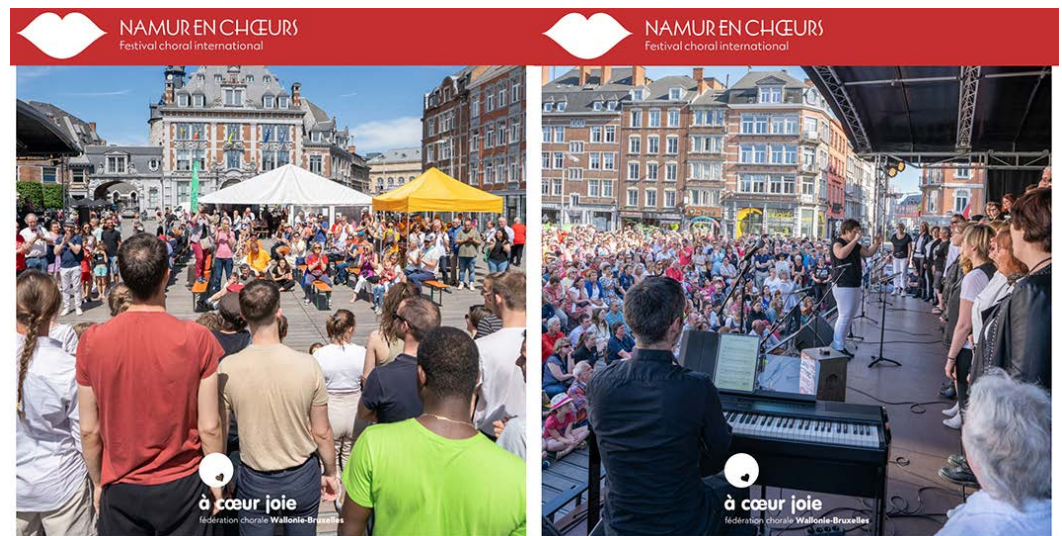 NAMUR EN CHŒURS
Festival choral international
NAMUR EN CHŒURS
Festival choral international
à cœur joie
fédération chorale Wallonie-Bruxelles
à cœur joie
fédération chorale Wallonie-Bruxelles